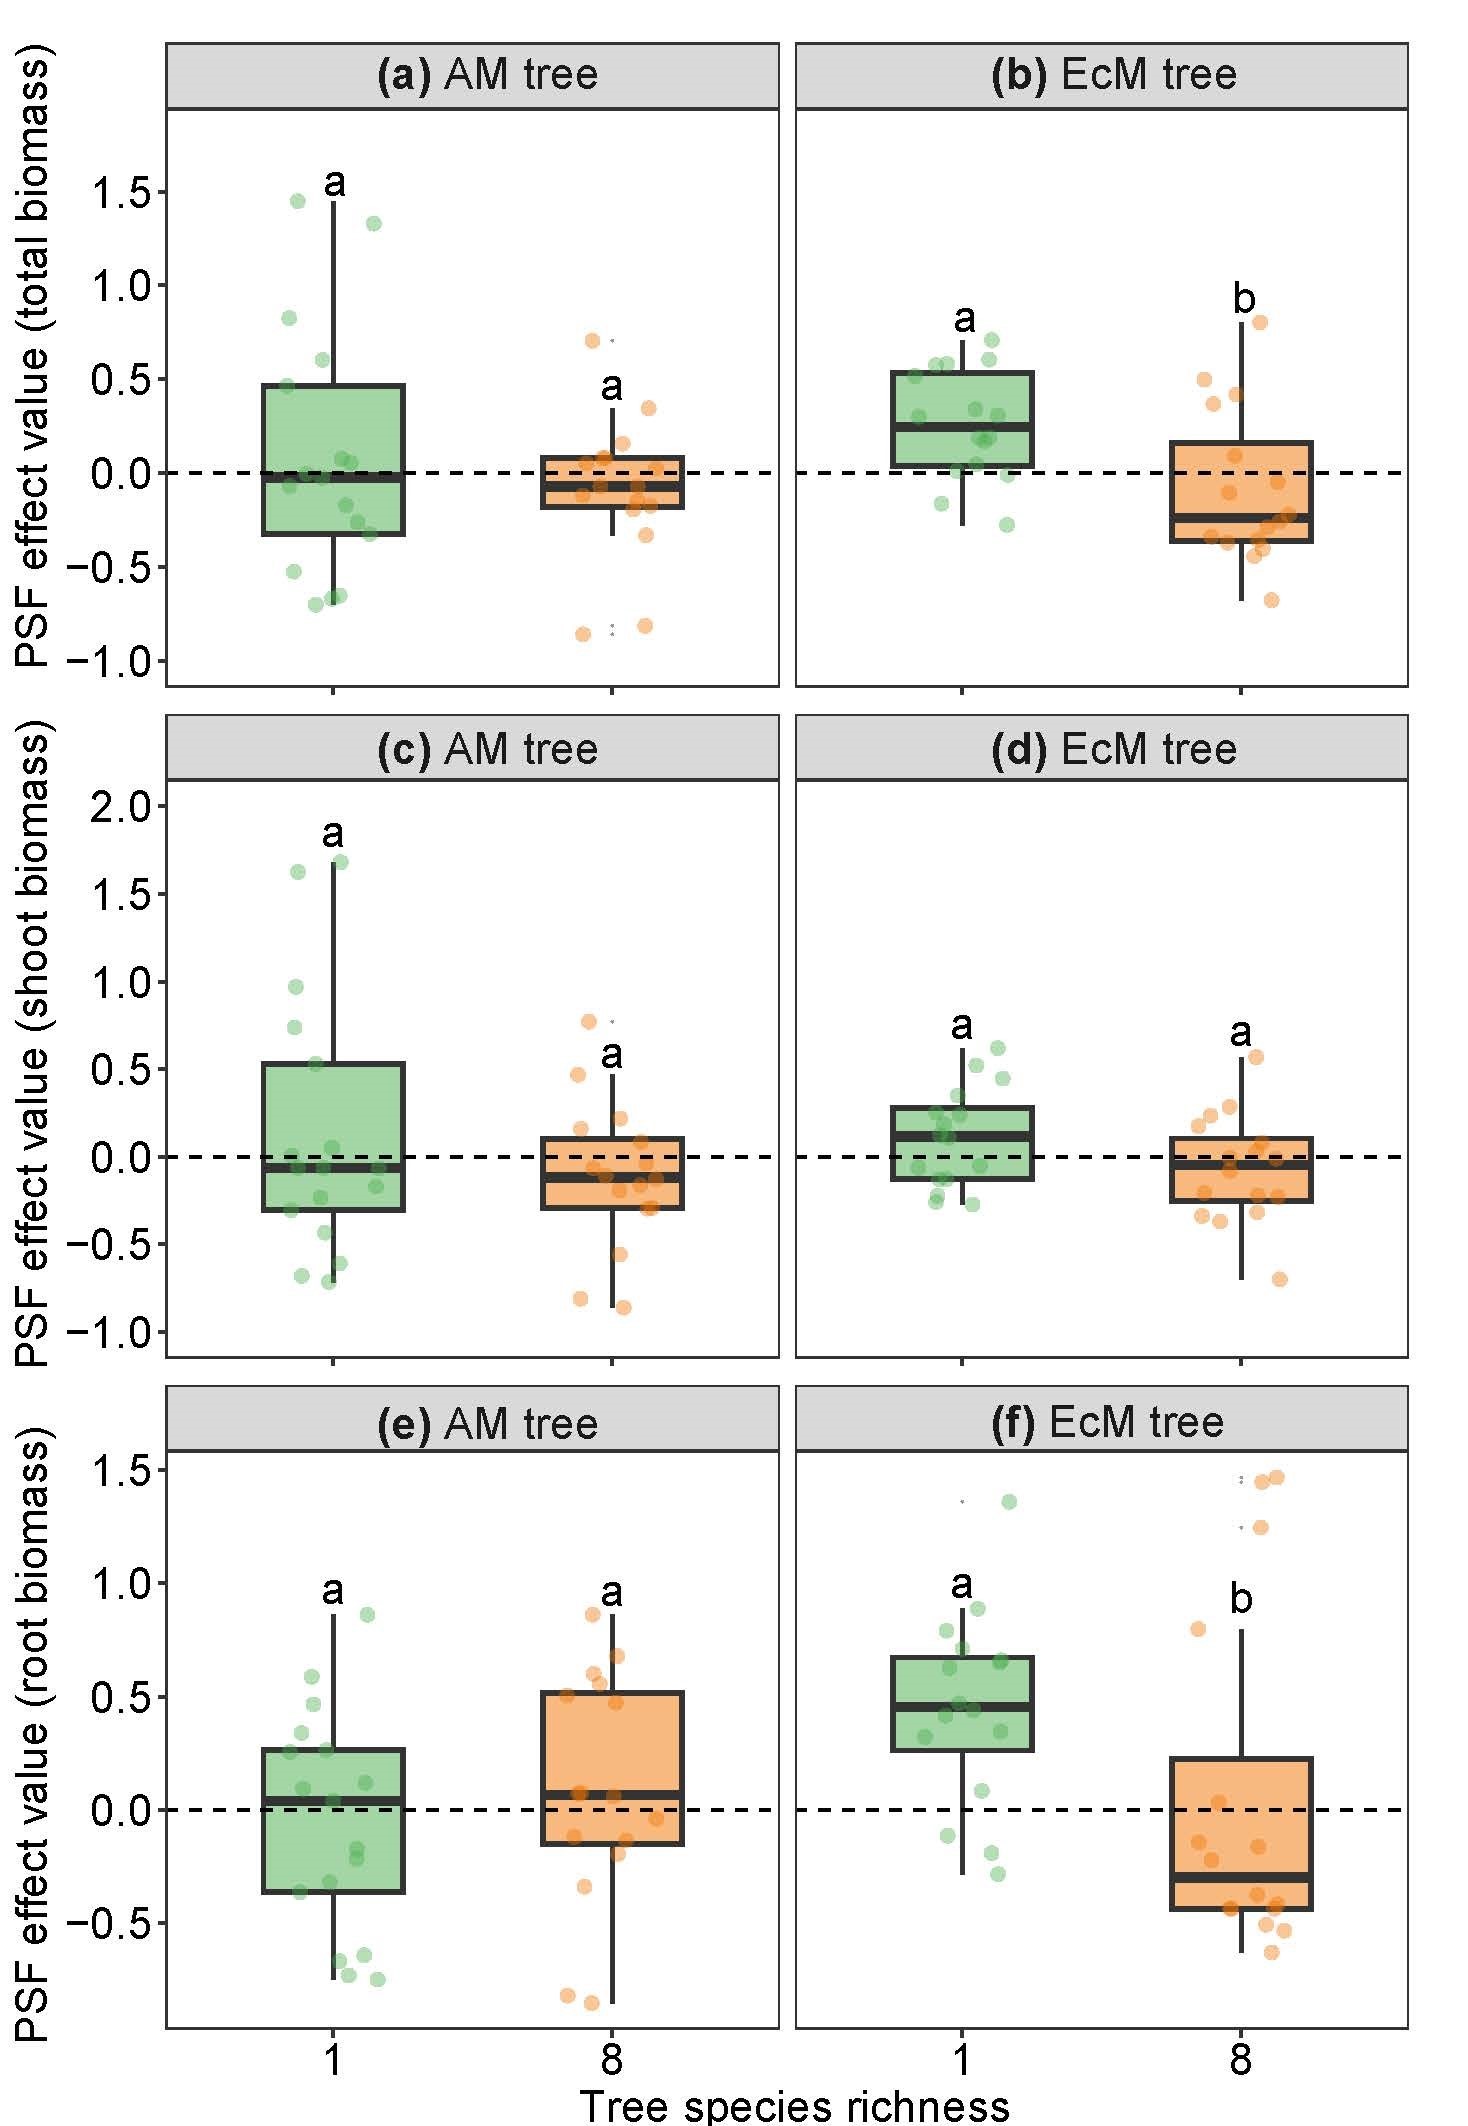 (a) AM tree
(b) EcM tree
PSF effect value (total biomass)
1.5
1.0
0.5
0.0
−0.5
−1.0
a
a
a
b
(c) AM tree
(d) EcM tree
PSF effect value (shoot biomass)
2.0
1.5
1.0
0.5
0.0
−0.5
−1.0
a
a
a
a
(e) AM tree
(f) EcM tree
PSF effect value (root biomass)
1.5
1.0
0.5
0.0
−0.5
a
a
a
b
1
8
1
8
Tree species richness